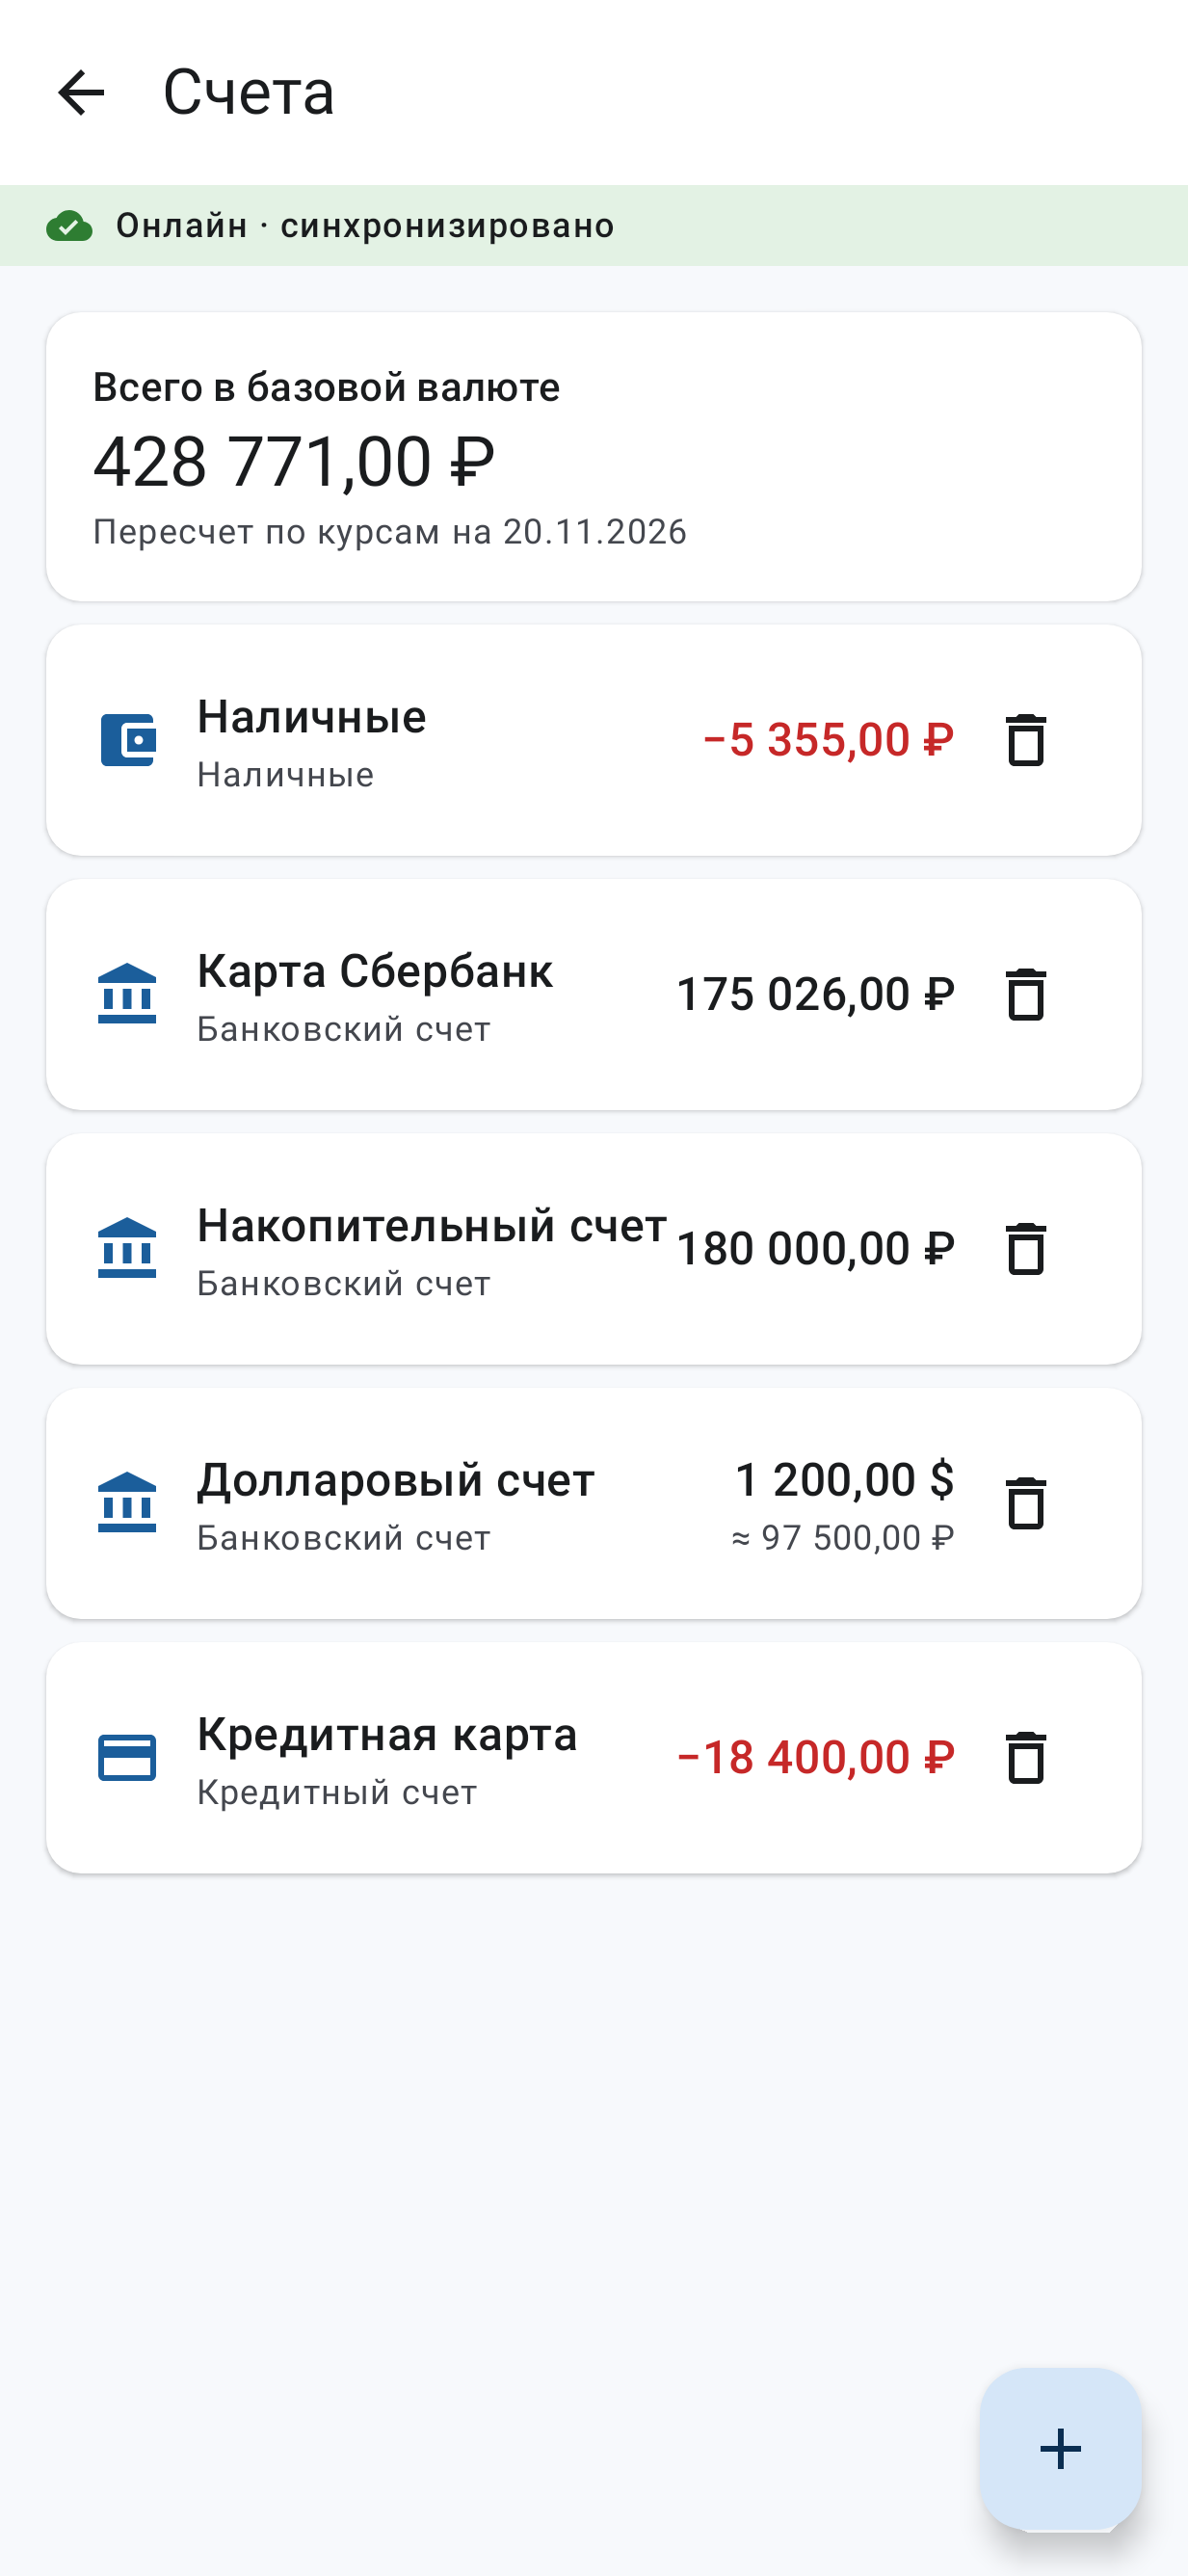 Счета
Онлайн · синхронизировано
Всего в базовой валюте
428 771,00 ₽
Пересчет по курсам на 20.11.2026
Наличные
Наличные
−5 355,00 ₽
Карта Сбербанк
Банковский счет
175 026,00 ₽
Накопительный счет
Банковский счет
180 000,00 ₽
Долларовый счет
Банковский счет
1 200,00 $
≈ 97 500,00 ₽
Кредитная карта
Кредитный счет
−18 400,00 ₽